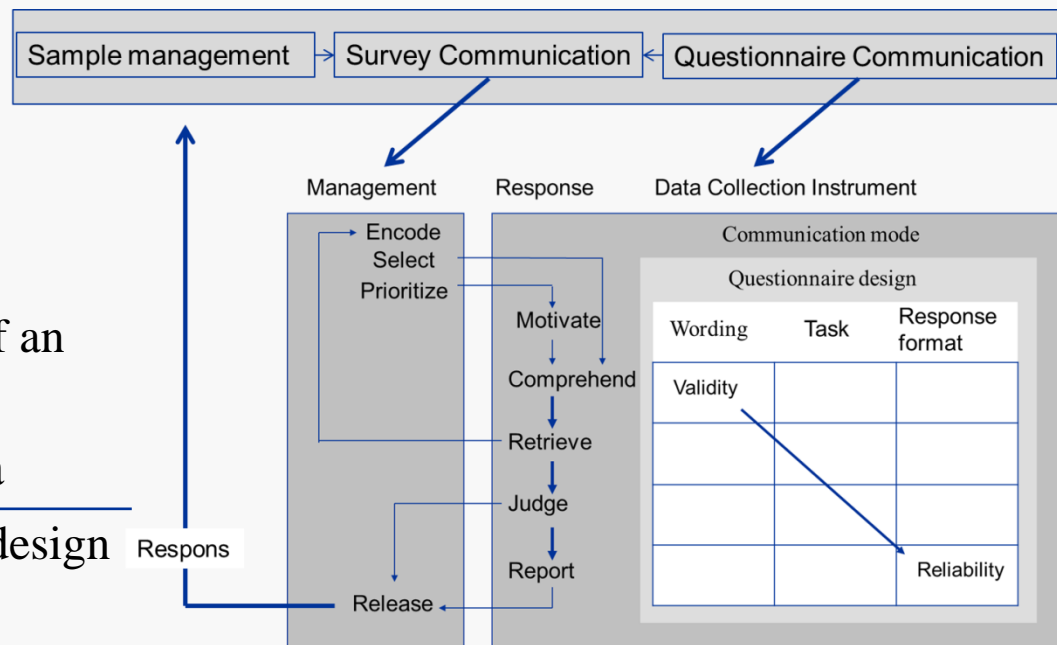 Sample management
Survey Communication
Questionnaire Communication
Management
Response
Data Collection Instrument
Encode
Select
Prioritize
Motivate
Comprehend
Retrieve
Judge
Report
Release
Communication mode
Questionnaire design
Wording
Task
Response
format
Validity
Reliability
f an
a
design
Respons